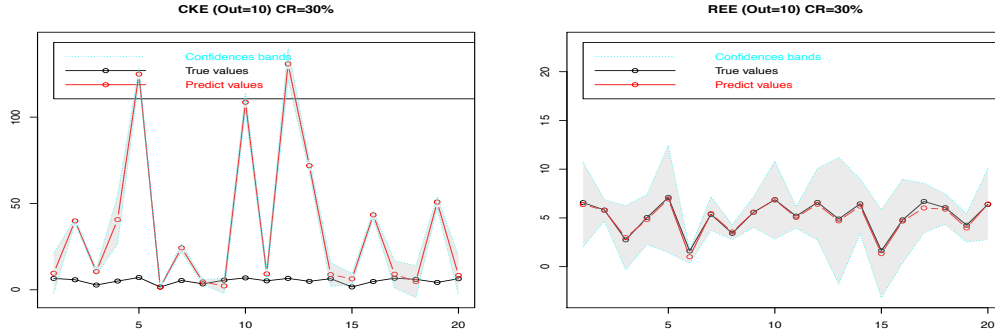 CKE (Out=10) CR=30%
Confidences bands
True values
Predict values
0
50
100
5
10
15
20
REE (Out=10) CR=30%
Confidences bands
True values
Predict values
0
5
10
15
20
5
10
15
20